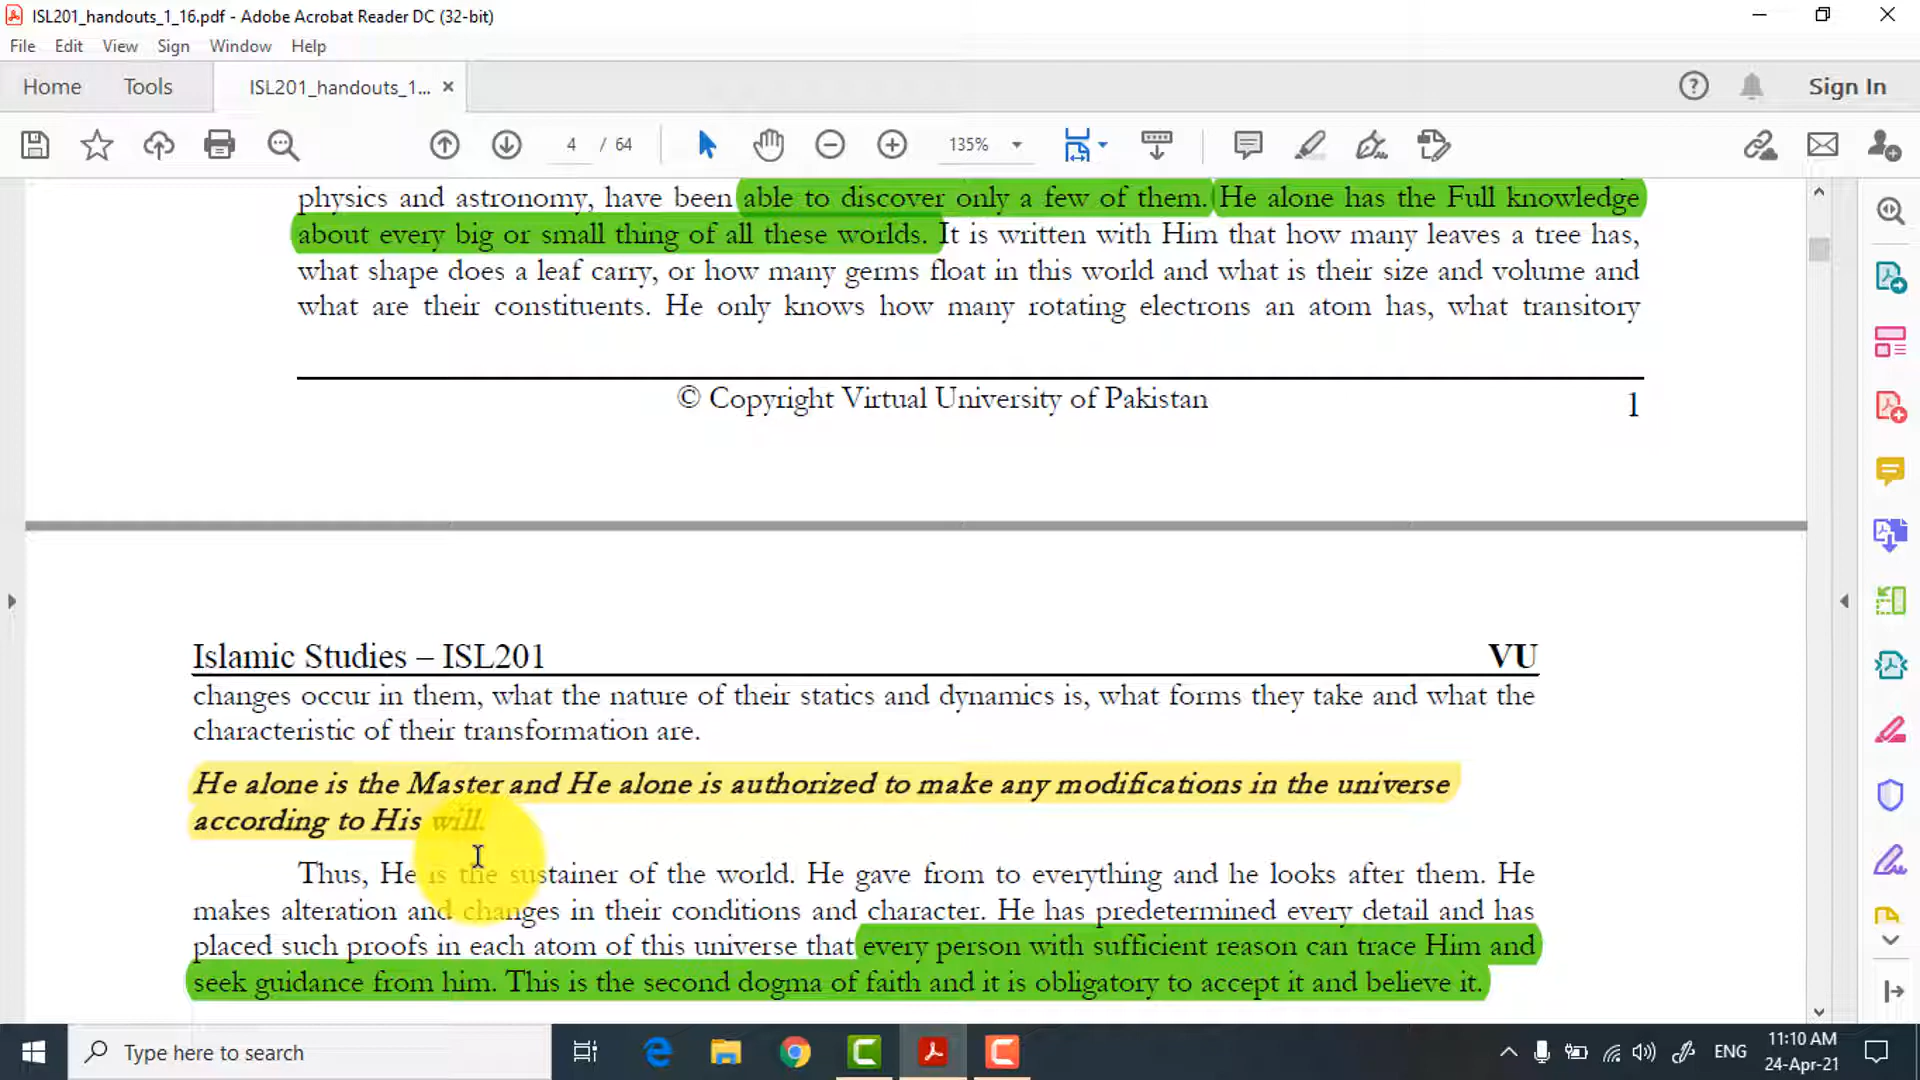 ISL201_handouts_1_16.pdf - Adobe Acrobat Reader DC (32-bit)
File Edit View Sign Window Help
Home Tools ISL201_handouts_1... × Sign In
4 / 64 135%
physics and astronomy, have been able to discover only a few of them. He alone has the Full knowledge
about every big or small thing of all these worlds. It is written with Him that how many leaves a tree has,
what shape does a leaf carry, or how many germs float in this world and what is their size and volume and
what are their constituents. He only knows how many rotating electrons an atom has, what transitory
© Copyright Virtual University of Pakistan 1
Islamic Studies – ISL201 VU
changes occur in them, what the nature of their statics and dynamics is, what forms they take and what the
characteristic of their transformation are.
He alone is the Master and He alone is authorized to make any modifications in the universe
according to His will.
Thus, He is the sustainer of the world. He gave from to everything and he looks after them. He
makes alteration and changes in their conditions and character. He has predetermined every detail and has
placed such proofs in each atom of this universe that every person with sufficient reason can trace Him and
seek guidance from him. This is the second dogma of faith and it is obligatory to accept it and believe it.
Type here to search
ENG
11:10 AM
24-Apr-21